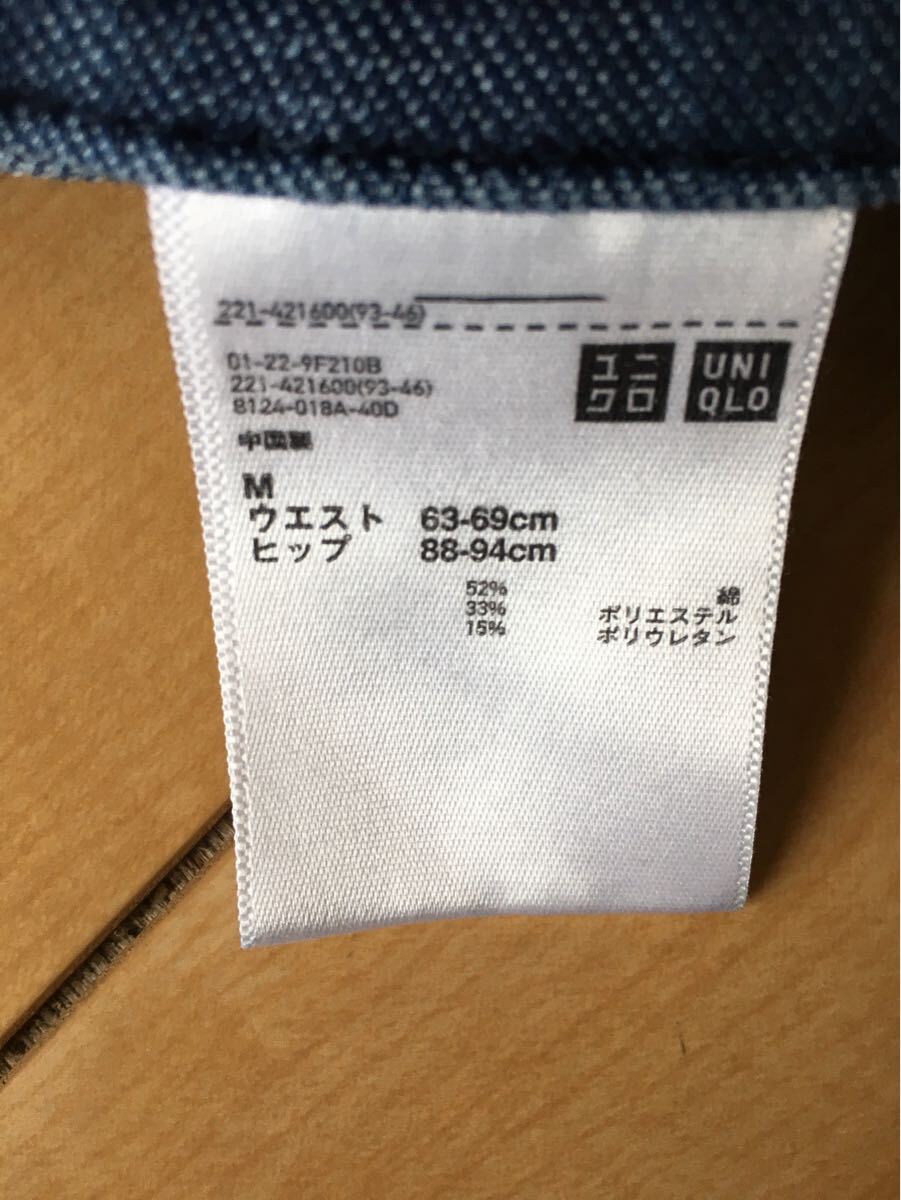 221-421600(93-46)
01-22-9F210B
221-421600(93-46)
8124-018A-40D
中国製
ユニ
クロ
UNI
QLO
M
ウエスト 63-69cm
ヒップ 88-94cm
52% 綿
33% ポリエステル
15% ポリウレタン